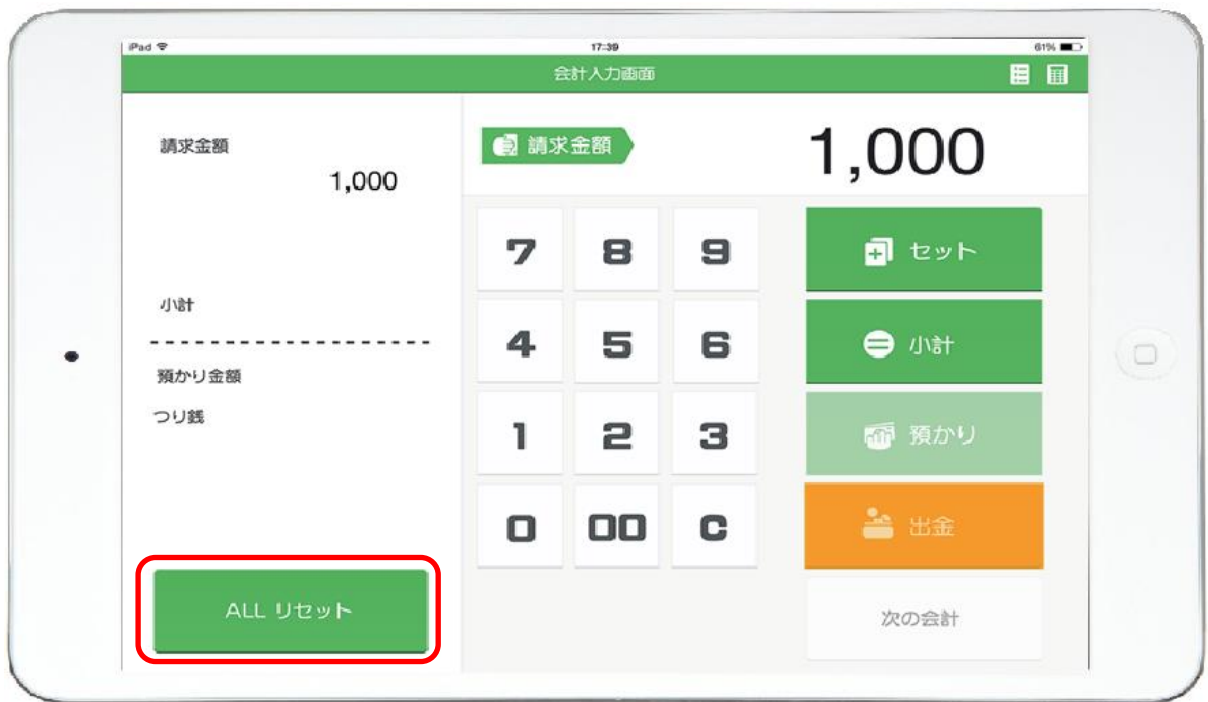 iPad 17:39 61%
会計入力画面
請求金額
1,000
小計
預かり金額
つり銭
ALL リセット
請求金額 1,000
7 8 9 セット
4 5 6 小計
1 2 3 預かり
0 00 C 出金
次の会計